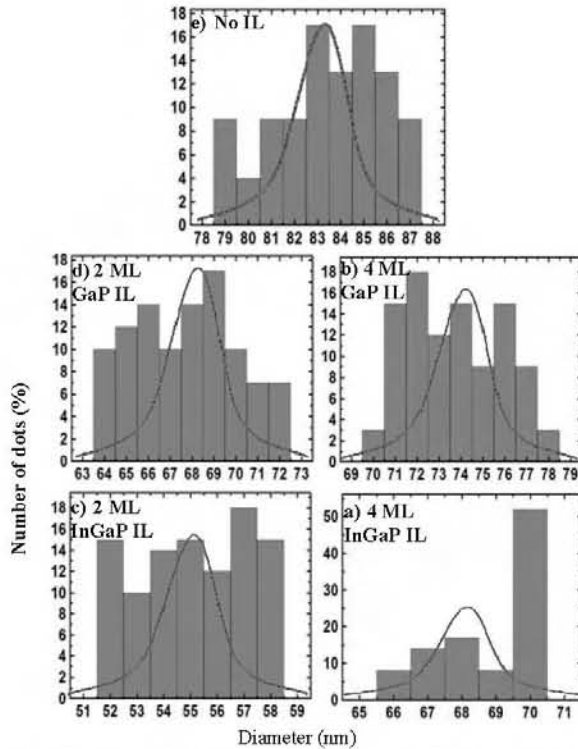 e) No IL
18
16
14
12
10
8
6
4
2
0
78 79 80 81 82 83 84 85 86 87 88
d) 2 ML
GaP IL
18
16
14
12
10
8
6
4
2
0
63 64 65 66 67 68 69 70 71 72 73
b) 4 ML
GaP IL
18
16
14
12
10
8
6
4
2
0
69 70 71 72 73 74 75 76 77 78 79
Number of dots (%)
c) 2 ML
InGaP IL
18
16
14
12
10
8
6
4
2
0
51 52 53 54 55 56 57 58 59
a) 4 ML
InGaP IL
50
40
30
20
10
0
65 66 67 68 69 70 71
Diameter (nm)